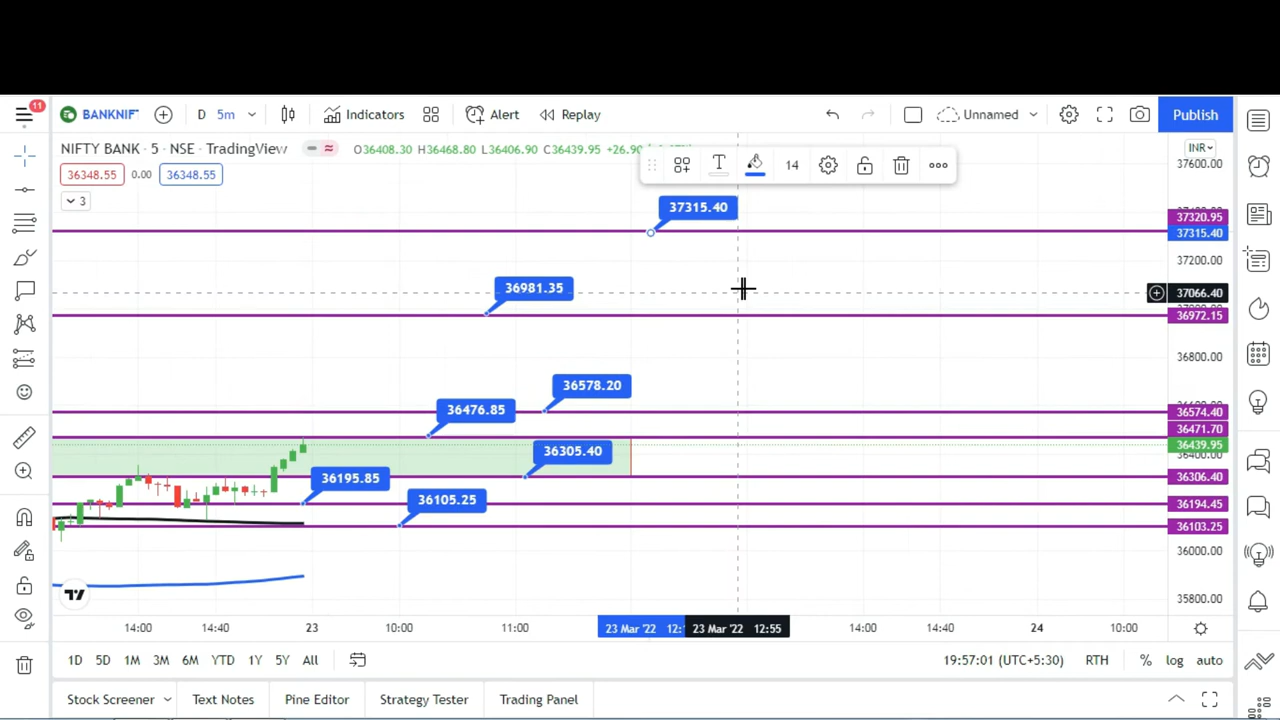 11
BANKNIF
D
5m
Indicators
Alert
Replay
Unnamed
Publish
NIFTY BANK · 5 · NSE · TradingView
O36408.30 H36468.80 L36406.90 C36439.95 +26.90
INR
36348.55
0.00
36348.55
3
14
37600.00
37315.40
37320.95
37315.40
37200.00
36981.35
37066.40
36972.15
36800.00
36578.20
36574.40
36476.85
36471.70
36439.95
36400.00
36305.40
36306.40
36195.85
36194.45
36105.25
36103.25
36000.00
35800.00
14:00
14:40
23
10:00
11:00
23 Mar '22
23 Mar '22 12:55
14:00
14:40
24
10:00
1D 5D 1M 3M 6M YTD 1Y 5Y All
19:57:01 (UTC+5:30)
RTH
%
log
auto
Stock Screener
Text Notes
Pine Editor
Strategy Tester
Trading Panel